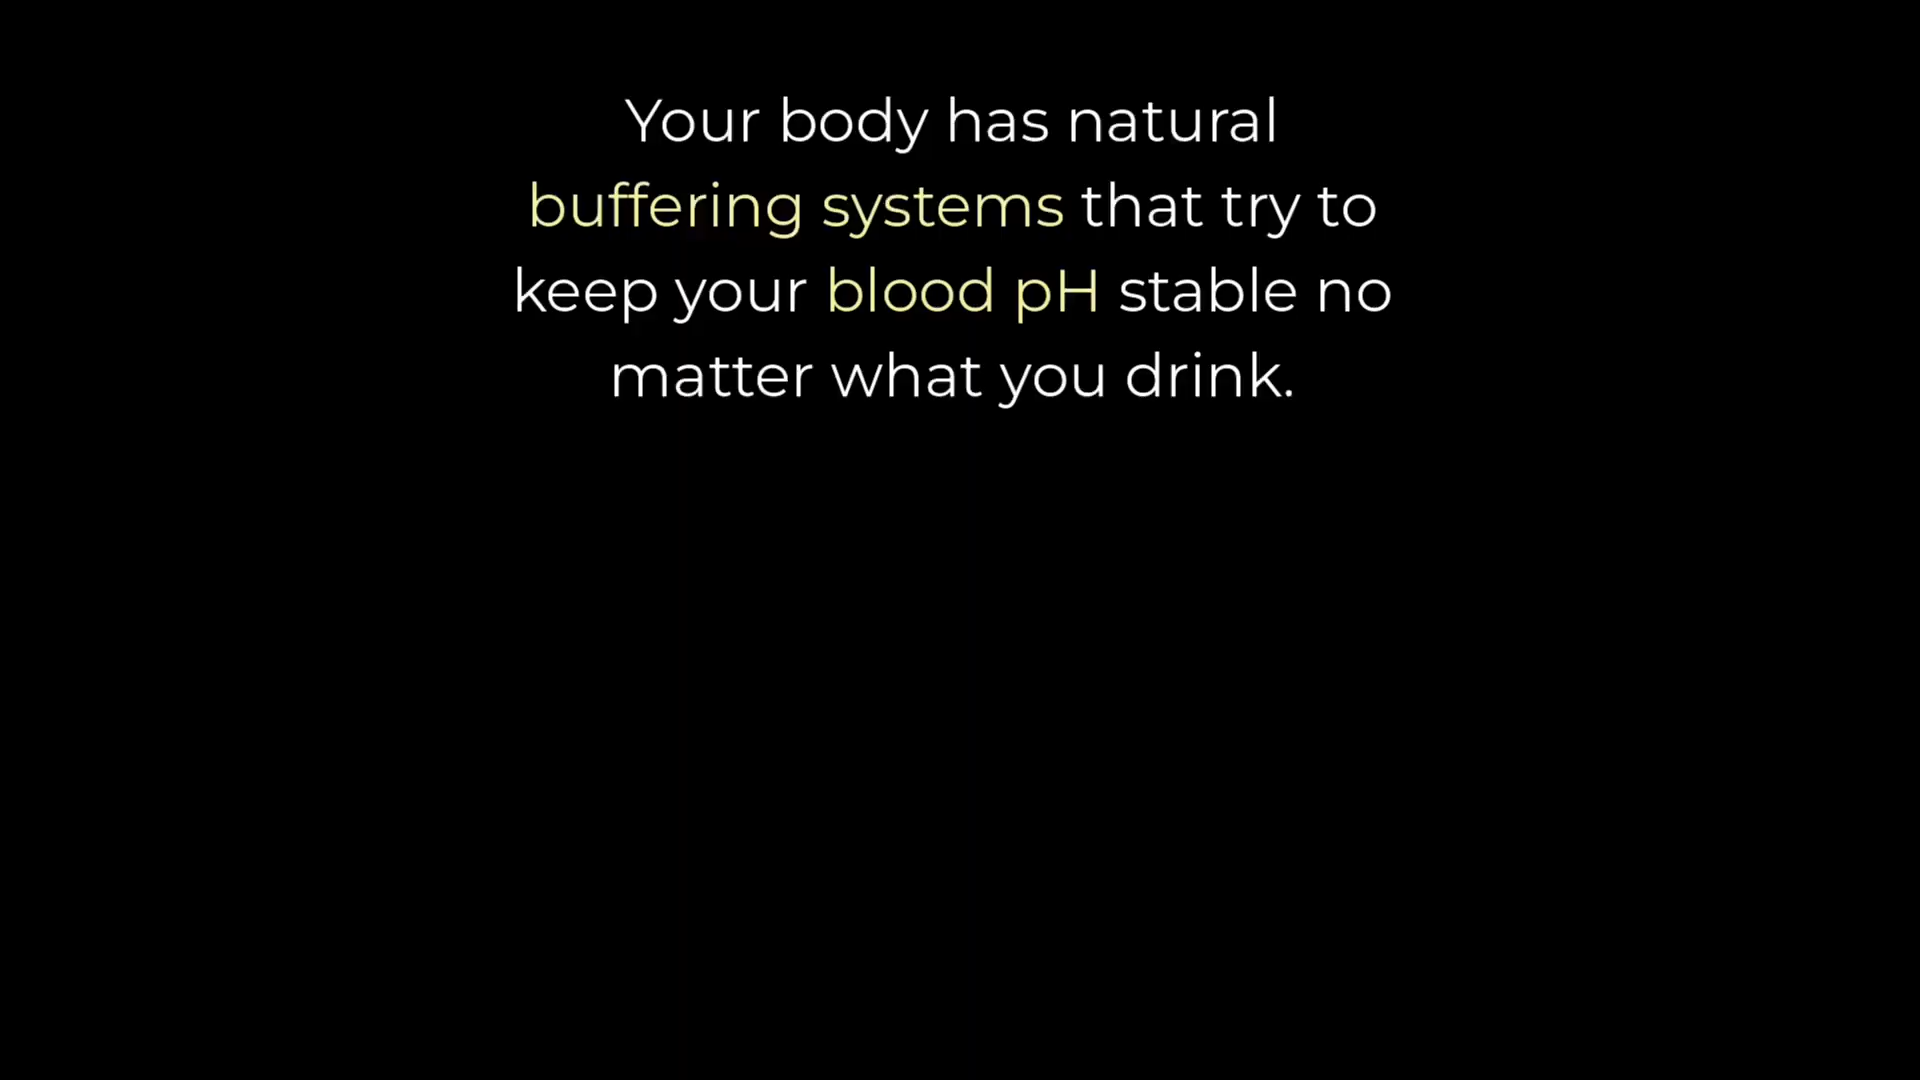 Your body has natural
buffering systems that try to
keep your blood pH stable no
matter what you drink.